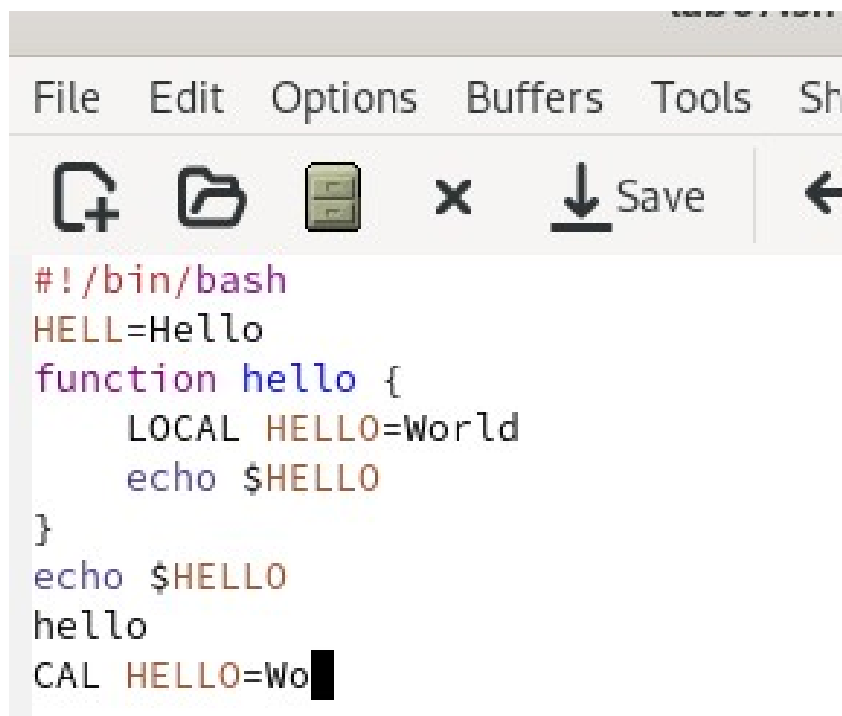 File Edit Options Buffers Tools Sh
Save
#!/bin/bash
HELL=Hello
function hello {
    LOCAL HELLO=World
    echo $HELLO
}
echo $HELLO
hello
CAL HELLO=Wo